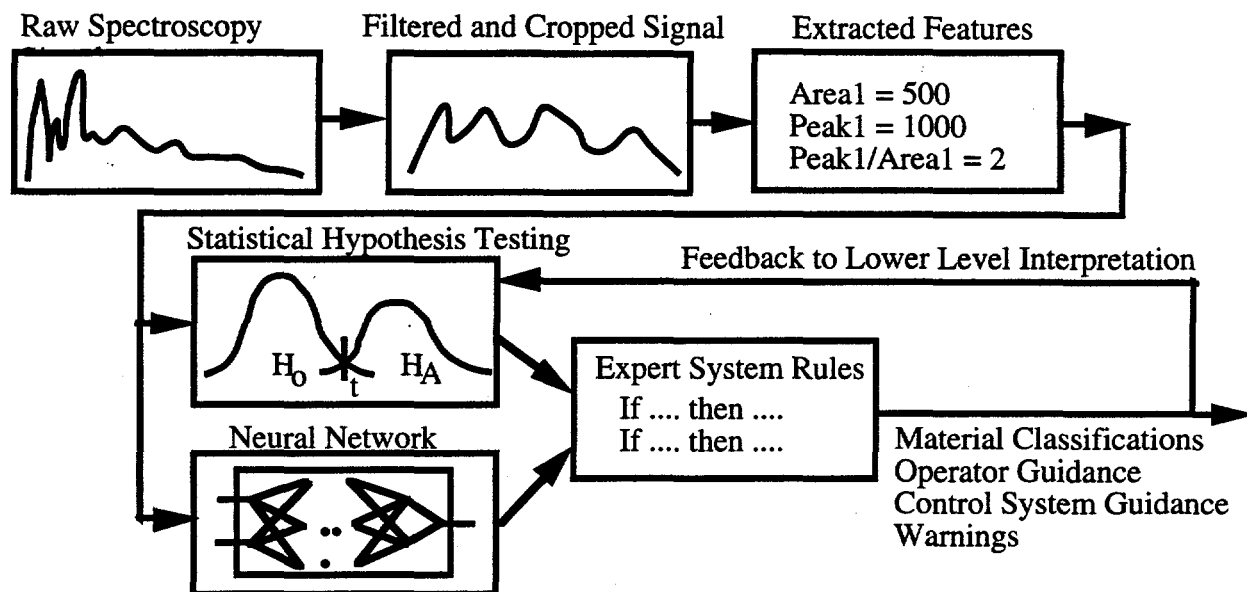 Raw Spectroscopy
Filtered and Cropped Signal
Extracted Features
Area1 = 500
Peak1 = 1000
Peak1/Area1 = 2
Statistical Hypothesis Testing
Feedback to Lower Level Interpretation
Ho
t
HA
Expert System Rules
If .... then ....
If .... then ....
Neural Network
Material Classifications
Operator Guidance
Control System Guidance
Warnings